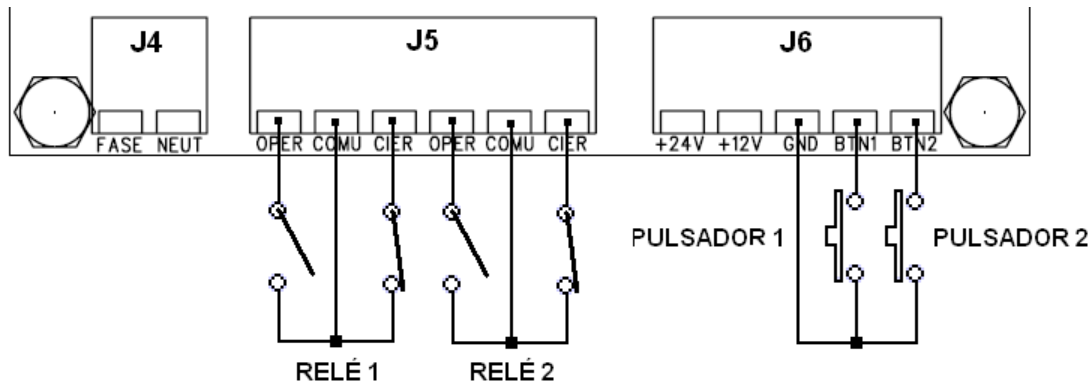 J4 J5 J6
FASE NEUT OPER COMU CIER OPER COMU CIER +24V +12V GND BTN1 BTN2
PULSADOR 1 PULSADOR 2
RELÉ 1 RELÉ 2